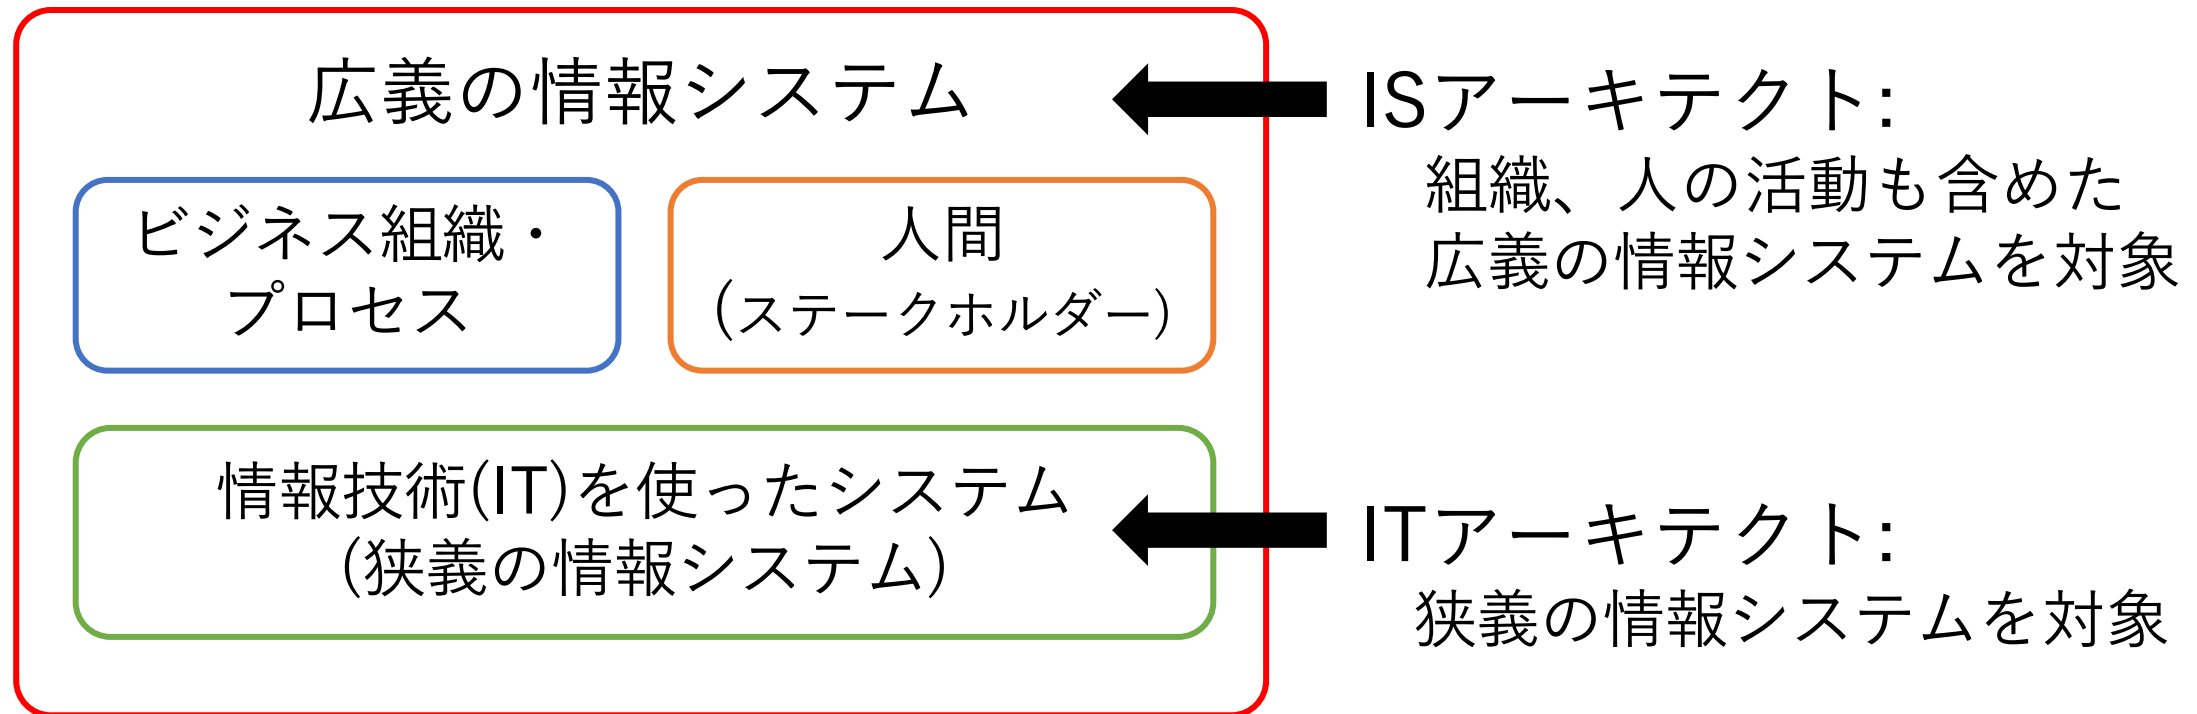 広義の情報システム
ビジネス組織・
プロセス
人間
(ステークホルダー)
情報技術(IT)を使ったシステム
(狭義の情報システム)
ISアーキテクト:
組織、人の活動も含めた
広義の情報システムを対象
ITアーキテクト:
狭義の情報システムを対象